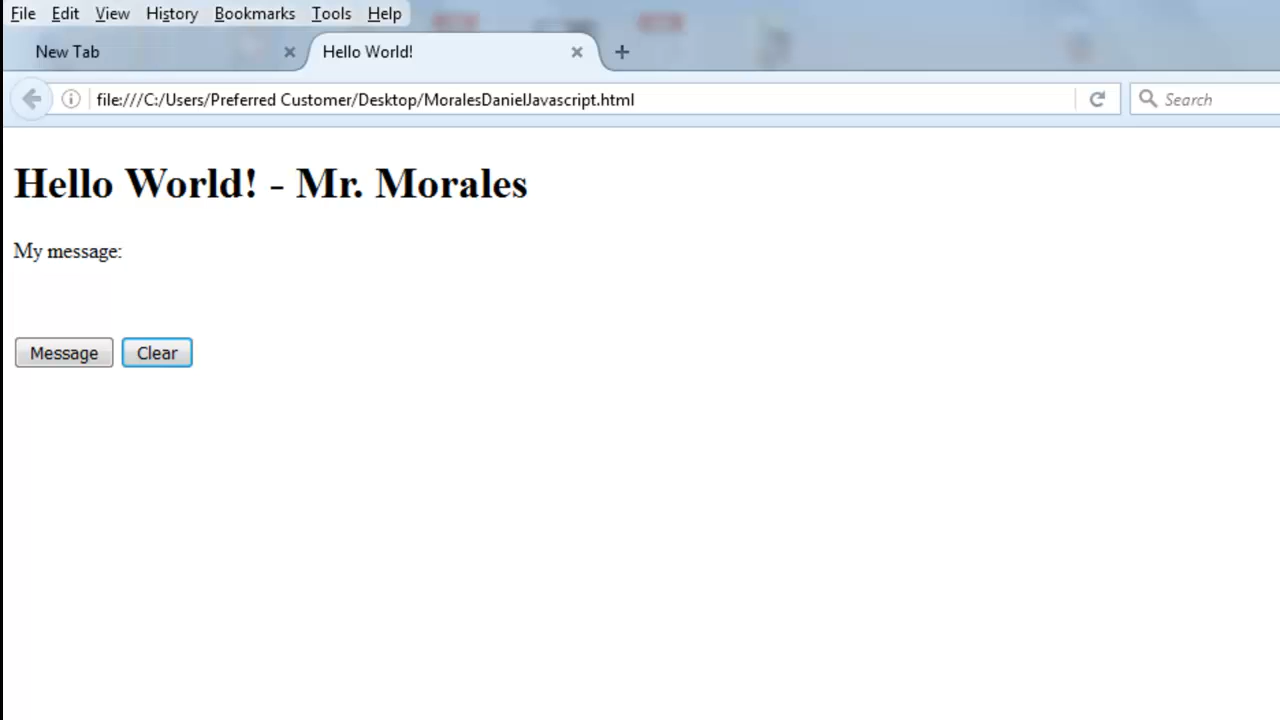 File Edit View History Bookmarks Tools Help
New Tab Hello World!
file:///C:/Users/Preferred Customer/Desktop/MoralesDanielJavascript.html Search
Hello World! - Mr. Morales
My message:
Message Clear